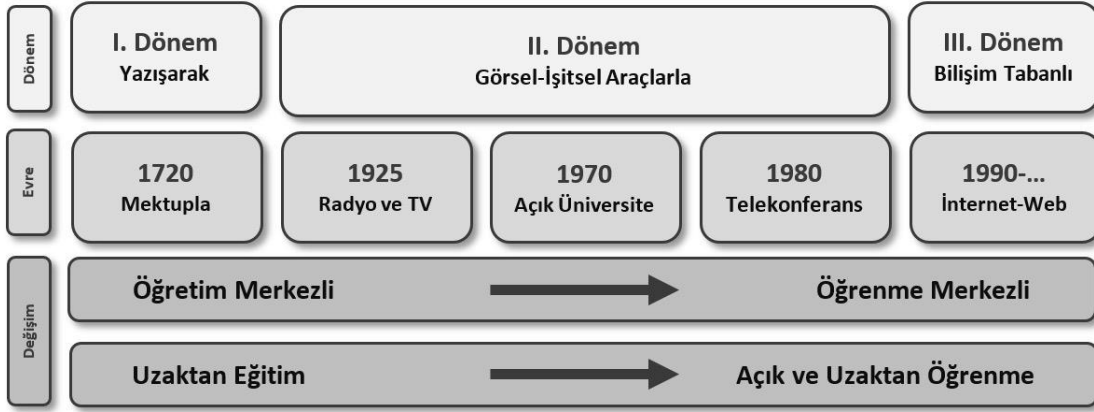 Dönem
I. Dönem
Yazışarak
II. Dönem
Görsel-İşitsel Araçlarla
III. Dönem
Bilişim Tabanlı
Evre
1720
Mektupla
1925
Radyo ve TV
1970
Açık Üniversite
1980
Telekonferans
1990-...
İnternet-Web
Değişim
Öğretim Merkezli
Öğrenme Merkezli
Uzaktan Eğitim
Açık ve Uzaktan Öğrenme